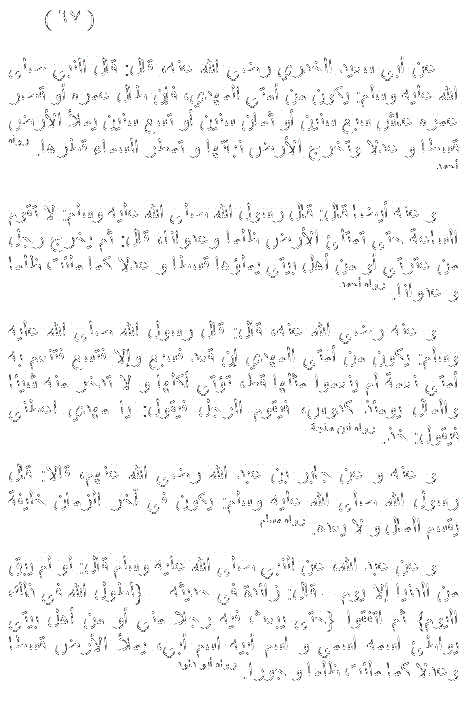 ( ٦٧ )
عن أبي سعيد الخدري رضي الله عنه، قال: قال النبي صلى
الله عليه وسلم: يكون من أمتي المهدي، فإن طال عمره أو قصر
عمره عاش سبع سنين أو ثمان سنين أو تسع سنين يملأ الأرض
قسطا و عدلا وتخرج الأرض نباتها و تمطر السماء قطرها. رواه
أحمد
و عنه أيضا قال: قال رسول الله صلى الله عليه وسلم: لا تقوم
الساعة حتى تمتلئ الأرض ظلما وعدوانا، قال: ثم يخرج رجل
من عترتي أو من أهل بيتي يملؤها قسطا و عدلا كما ملئت ظلما
و عدوانا. رواه أحمد
و عنه رضي الله عنه، قال: قال رسول الله صلى الله عليه
وسلم: يكون من أمتي المهدي إن قصر فسبع وإلا فتسع فتنعم به
أمتي نعمة لم ينعموا مثلها قط، تؤتي أكلها و لا تدخر منه شيئا
والمال يومئذ كدوس، فيقوم الرجل فيقول: يا مهدي اعطني
فيقول: خذ. رواه ابن ماجه
و عنه و عن جابر بن عبد الله رضي الله عنهم، قالا: قال
رسول الله صلى الله عليه وسلم: يكون في آخر الزمان خليفة
يقسم المال و لا يعده. رواه مسلم
و عن عبد الله، عن النبي صلى الله عليه وسلم قال: لو لم يبق
من الدنيا إلا يوم – قال: زائدة في حديثه – {لطول الله في ذلك
اليوم} ثم اتفقوا {حتى يبعث فيه رجلا مني أو من أهل بيتي
يواطئ اسمه اسمي و اسم أبيه اسم أبي، يملأ الأرض قسطا
وعدلا كما ملئت ظلما و جورا. رواه أبو داود